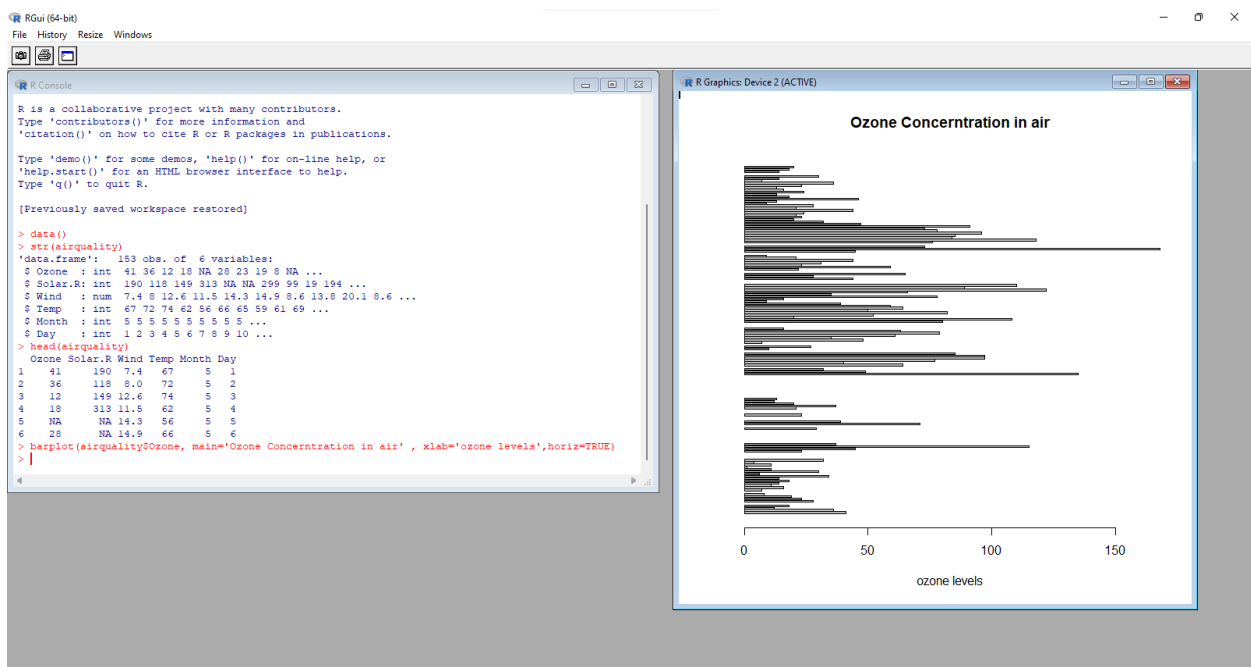 RGui (64-bit)
File History Resize Windows
R Console
R is a collaborative project with many contributors.
Type 'contributors()' for more information and
'citation()' on how to cite R or R packages in publications.
Type 'demo()' for some demos, 'help()' for on-line help, or
'help.start()' for an HTML browser interface to help.
Type 'q()' to quit R.
[Previously saved workspace restored]
> data()
> str(airquality)
'data.frame':   153 obs. of  6 variables:
 $ Ozone  : int  41 36 12 18 NA 28 23 19 8 NA ...
 $ Solar.R: int  190 118 149 313 NA NA 299 99 19 194 ...
 $ Wind   : num  7.4 8 12.6 11.5 14.3 14.9 8.6 13.8 20.1 8.6 ...
 $ Temp   : int  67 72 74 62 56 66 65 59 61 69 ...
 $ Month  : int  5 5 5 5 5 5 5 5 5 5 ...
 $ Day    : int  1 2 3 4 5 6 7 8 9 10 ...
> head(airquality)
  Ozone Solar.R Wind Temp Month Day
1    41     190  7.4   67     5   1
2    36     118  8.0   72     5   2
3    12     149 12.6   74     5   3
4    18     313 11.5   62     5   4
5    NA      NA 14.3   56     5   5
6    28      NA 14.9   66     5   6
> barplot(airquality$Ozone, main='Ozone Concerntration in air' , xlab='ozone levels',horiz=TRUE)
>
R Graphics: Device 2 (ACTIVE)
Ozone Concerntration in air
0 50 100 150
ozone levels